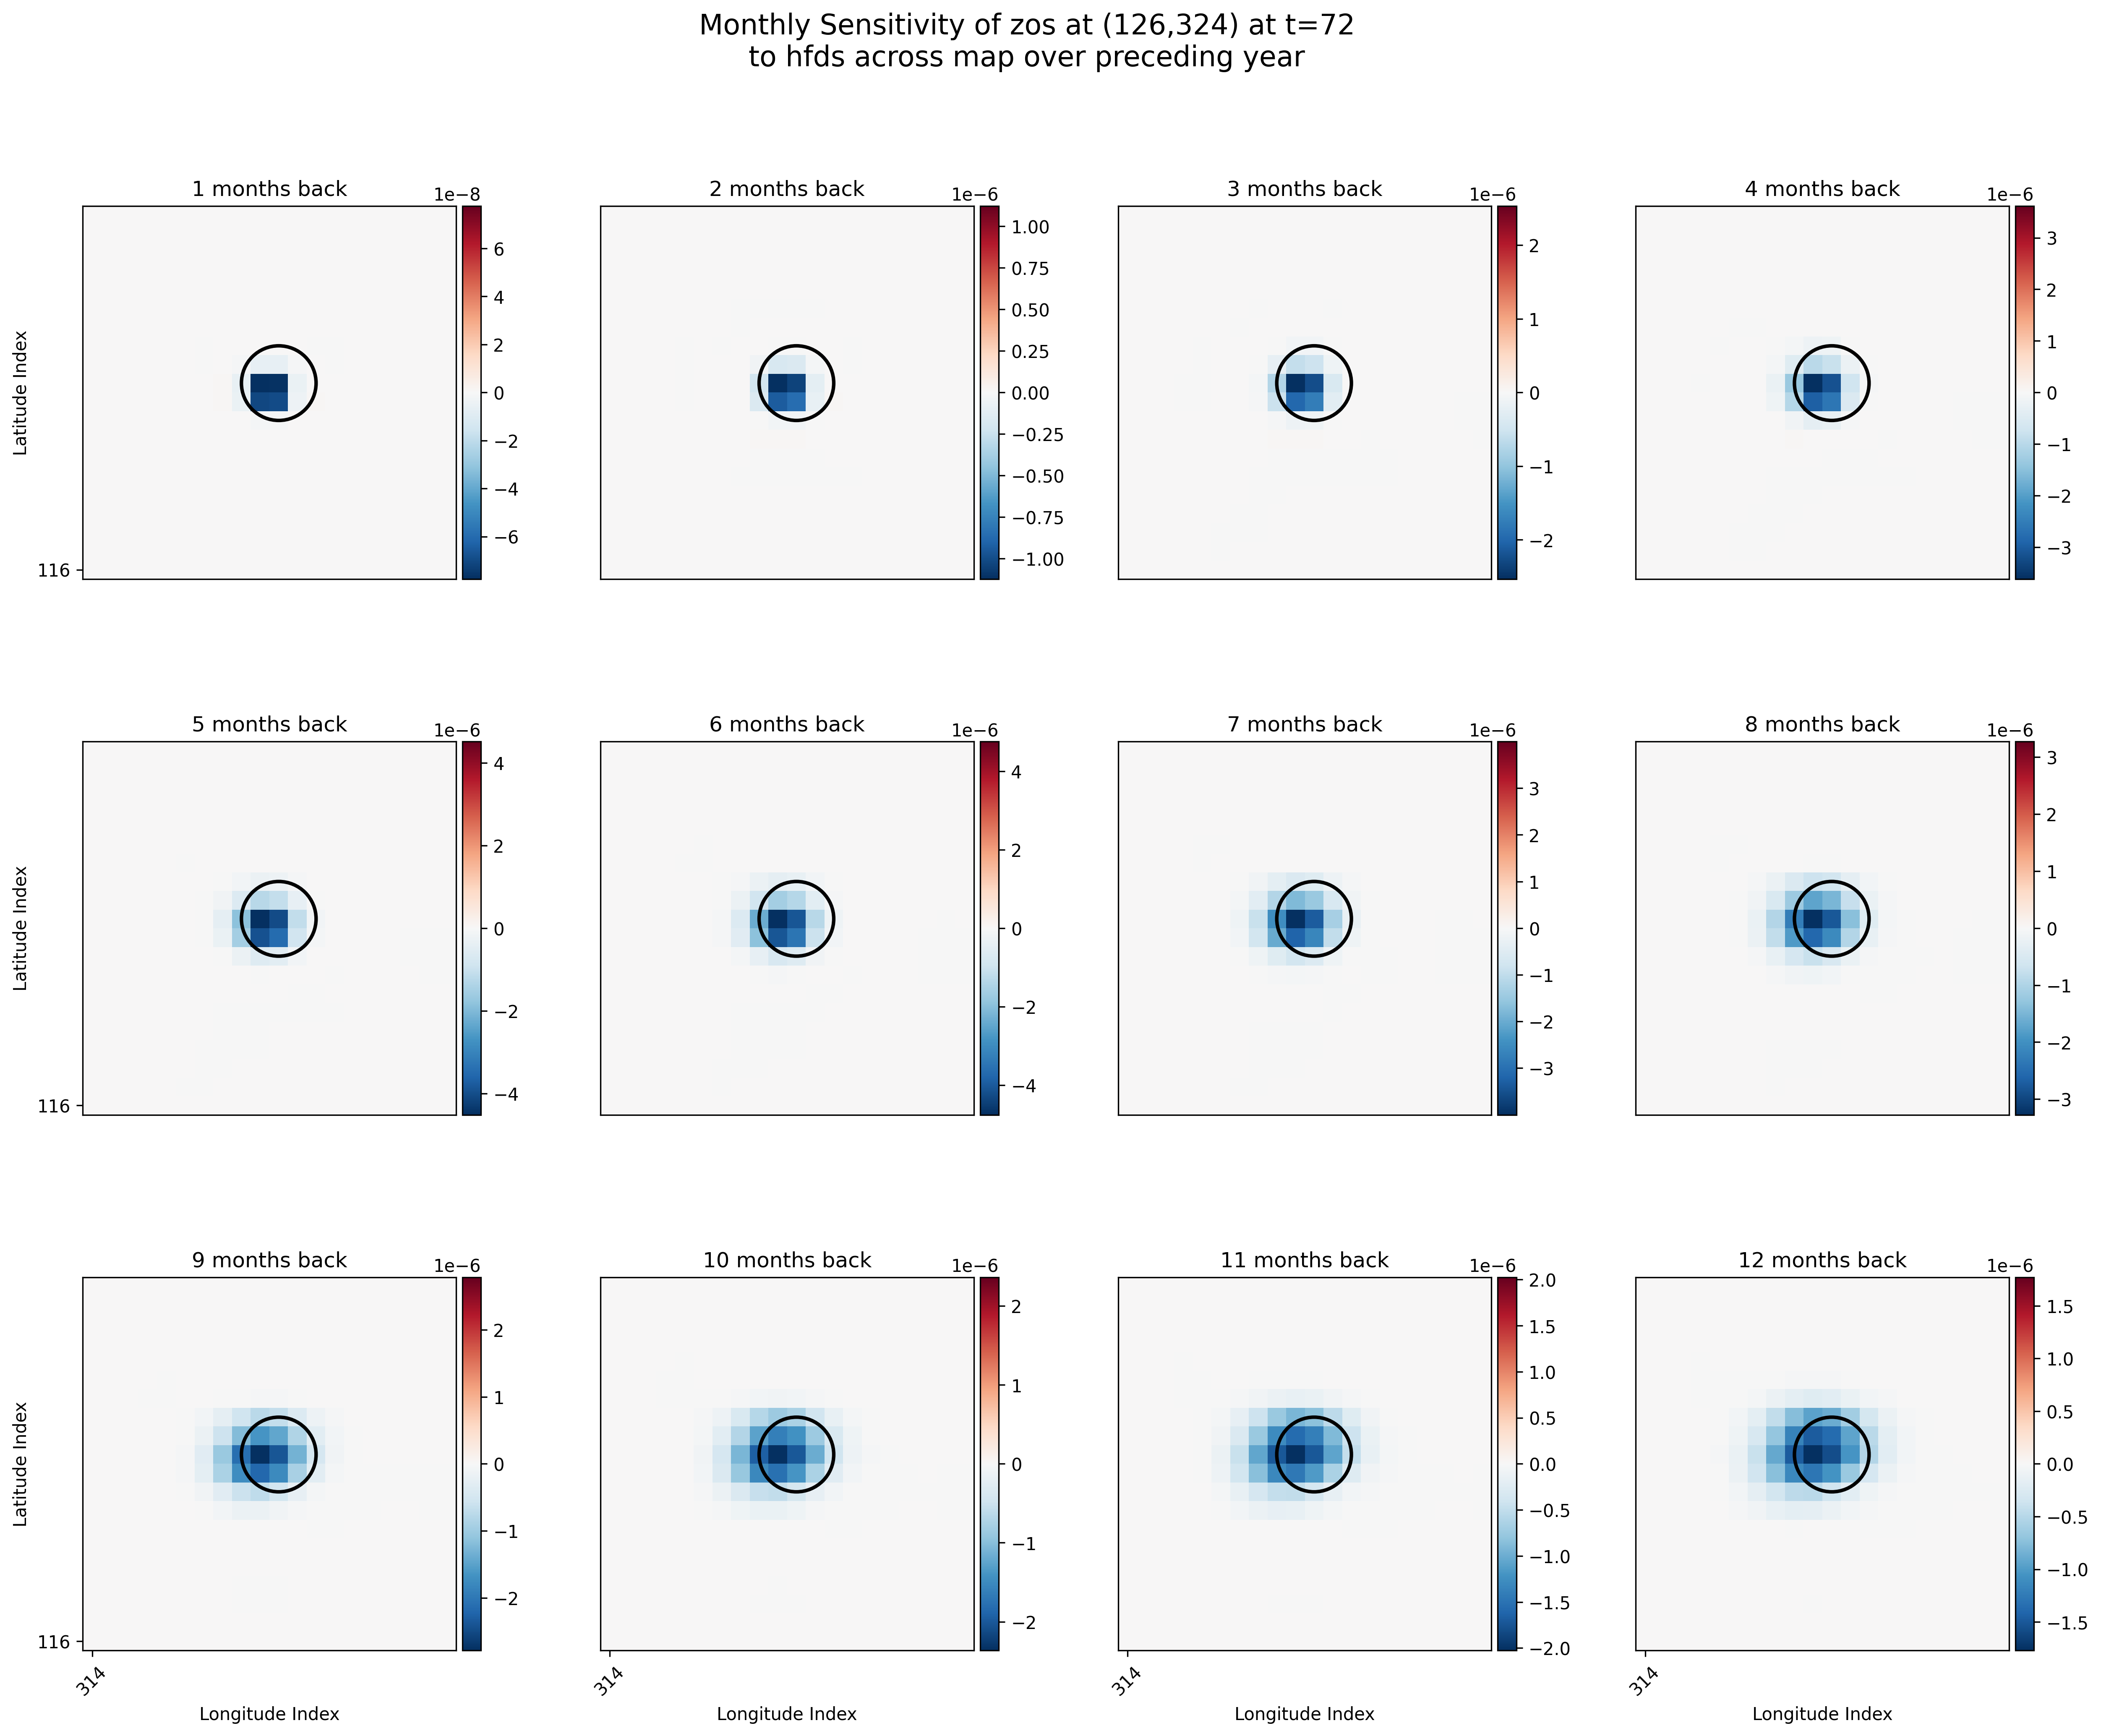 Monthly Sensitivity of zos at (126,324) at t=72
to hfds across map over preceding year
1 months back
1e−8
2 months back
1e−6
3 months back
1e−6
4 months back
1e−6
Latitude Index
116
6
4
2
0
−2
−4
−6
1.00
0.75
0.50
0.25
0.00
−0.25
−0.50
−0.75
−1.00
2
1
0
−1
−2
3
2
1
0
−1
−2
−3
5 months back
1e−6
6 months back
1e−6
7 months back
1e−6
8 months back
1e−6
Latitude Index
116
4
2
0
−2
−4
4
2
0
−2
−4
3
2
1
0
−1
−2
−3
3
2
1
0
−1
−2
−3
9 months back
1e−6
10 months back
1e−6
11 months back
1e−6
12 months back
1e−6
Latitude Index
116
2
1
0
−1
−2
2
1
0
−1
−2
2.0
1.5
1.0
0.5
0.0
−0.5
−1.0
−1.5
−2.0
1.5
1.0
0.5
0.0
−0.5
−1.0
−1.5
314
314
314
314
Longitude Index
Longitude Index
Longitude Index
Longitude Index